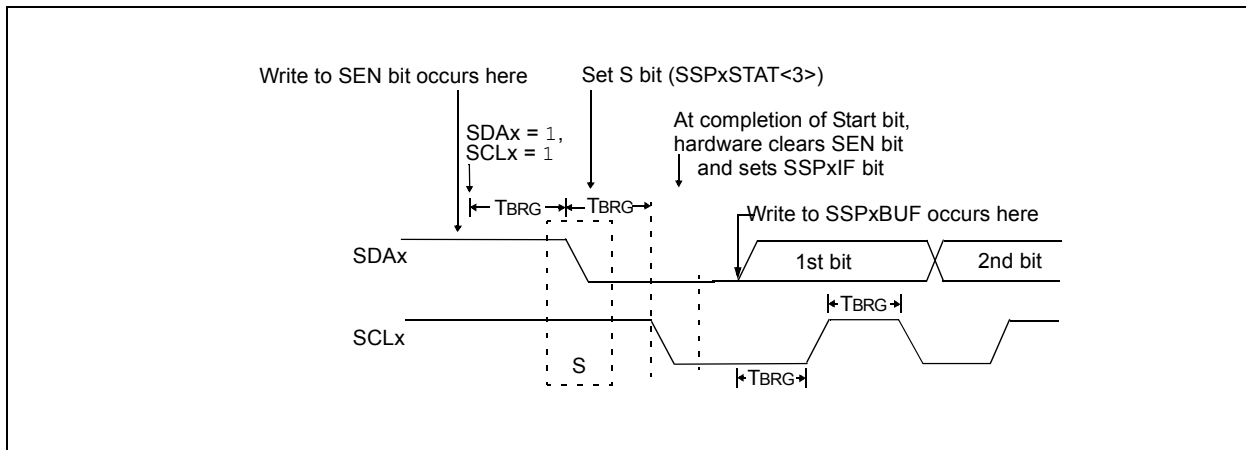 Write to SEN bit occurs here
Set S bit (SSPxSTAT<3>)
SDAx = 1,
SCLx = 1
At completion of Start bit,
hardware clears SEN bit
and sets SSPxIF bit
TBRG
TBRG
Write to SSPxBUF occurs here
SDAx
1st bit
2nd bit
TBRG
SCLx
S
TBRG